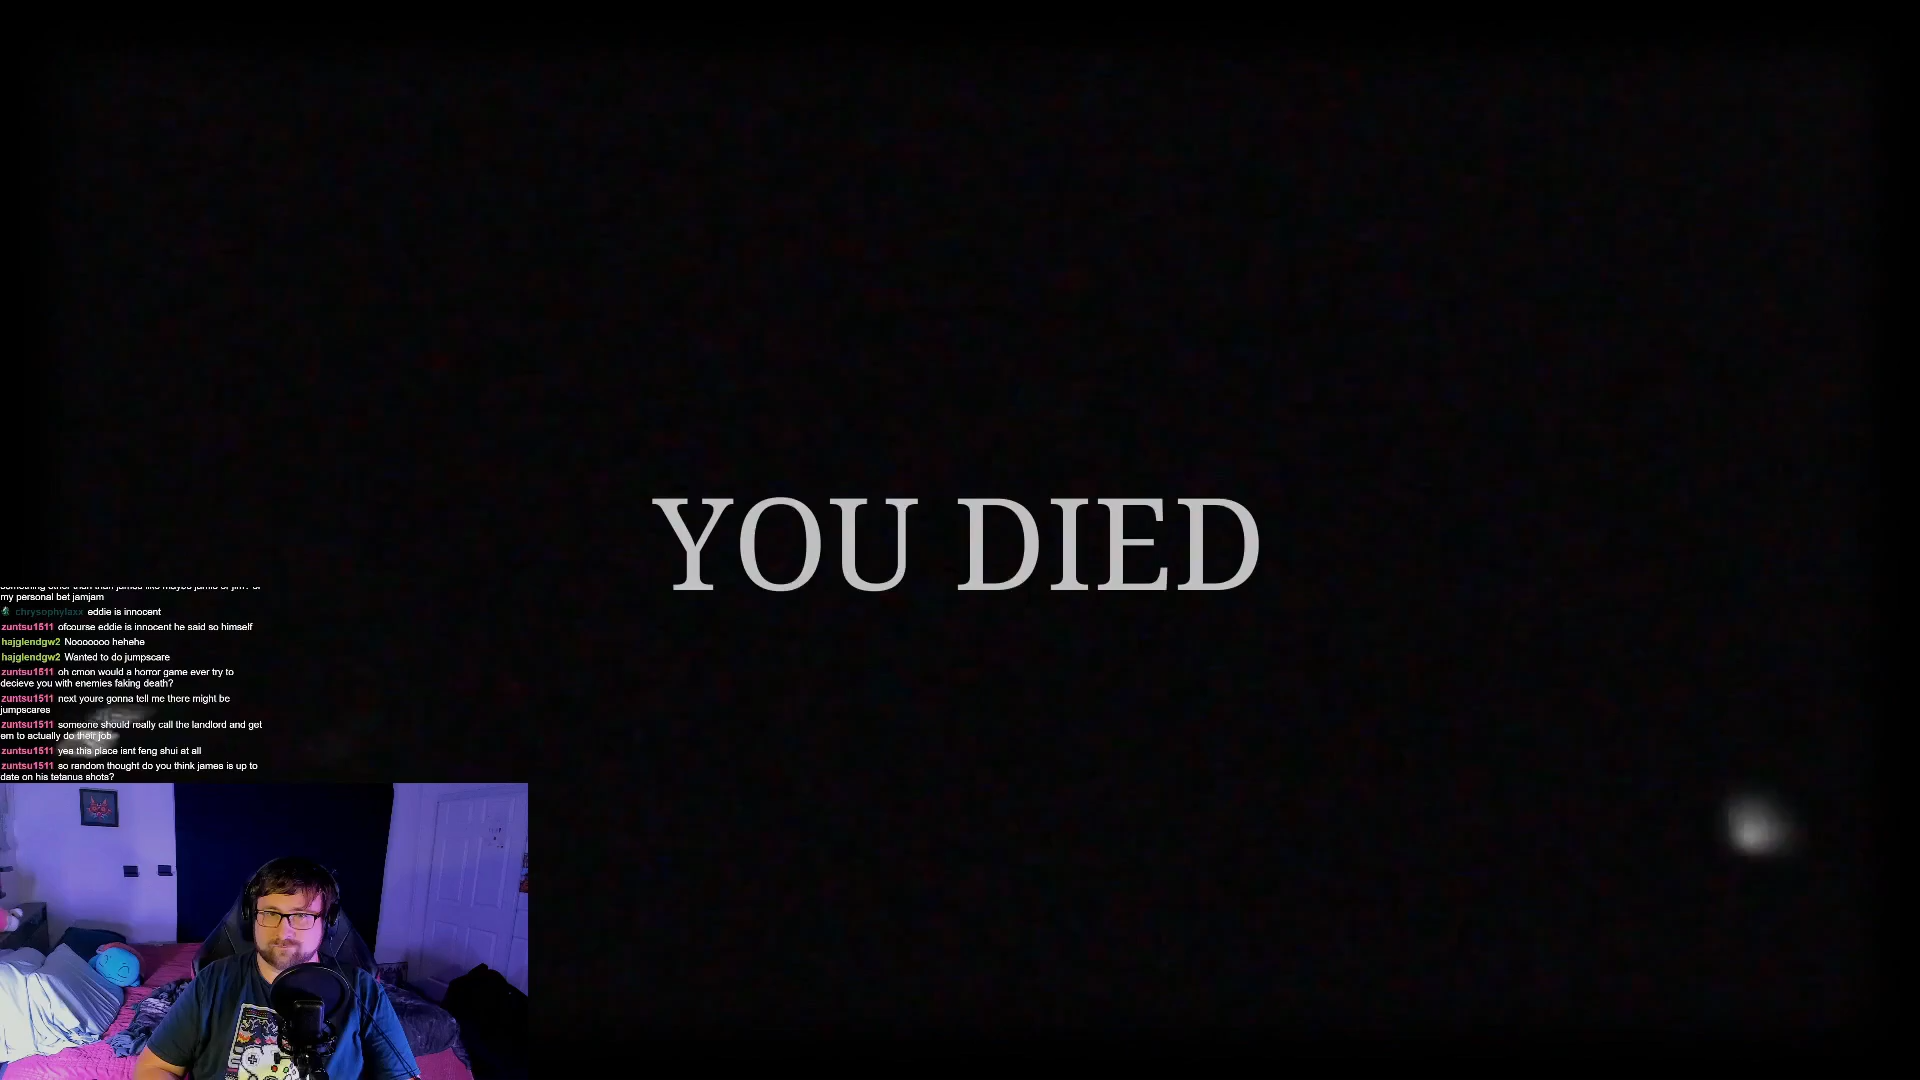 YOU DIED
my personal bet jamjam
chrysophylaxx eddie is innocent
zuntsu1511 ofcourse eddie is innocent he said so himself
hajglendgw2 Nooooooo hehehe
hajglendgw2 Wanted to do jumpscare
zuntsu1511 oh cmon would a horror game ever try to
decieve you with enemies faking death?
zuntsu1511 next youre gonna tell me there might be
jumpscares
zuntsu1511 someone should really call the landlord and get
em to actually do their job
zuntsu1511 yea this place isnt feng shui at all
zuntsu1511 so random thought do you think james is up to
date on his tetanus shots?